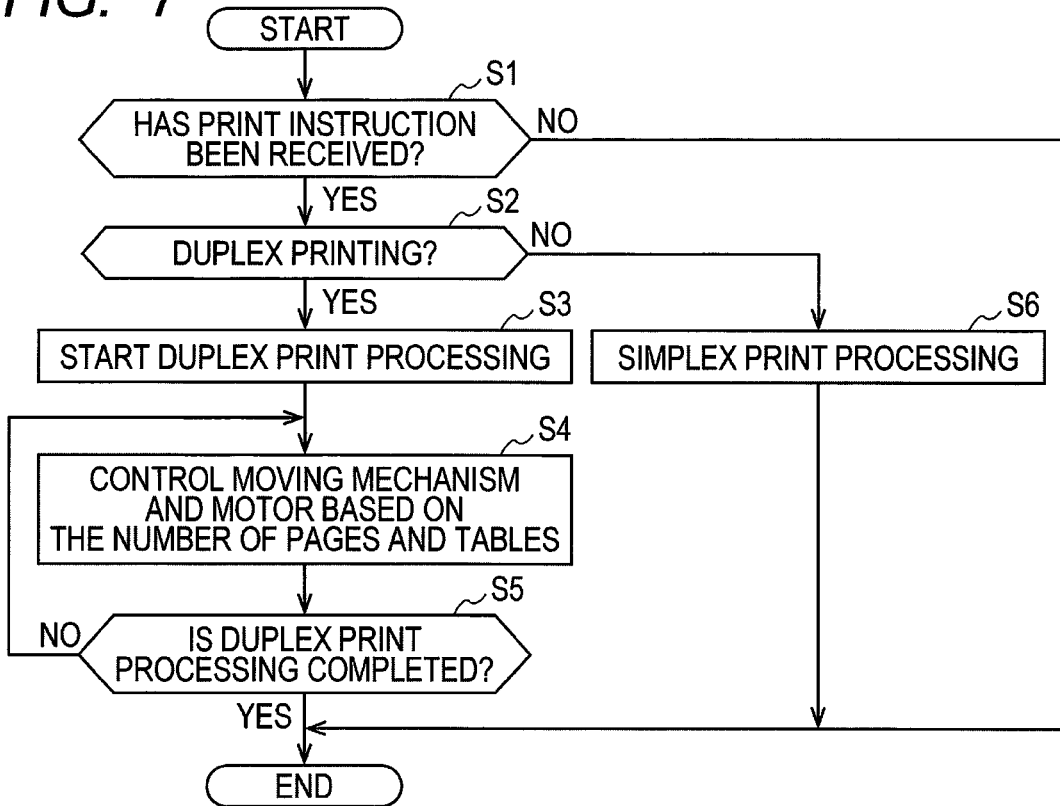 FIG. 7
START
S1
HAS PRINT INSTRUCTION
BEEN RECEIVED?
NO
YES
S2
DUPLEX PRINTING?
NO
YES
S3
START DUPLEX PRINT PROCESSING
S6
SIMPLEX PRINT PROCESSING
S4
CONTROL MOVING MECHANISM
AND MOTOR BASED ON
THE NUMBER OF PAGES AND TABLES
S5
IS DUPLEX PRINT
PROCESSING COMPLETED?
NO
YES
END